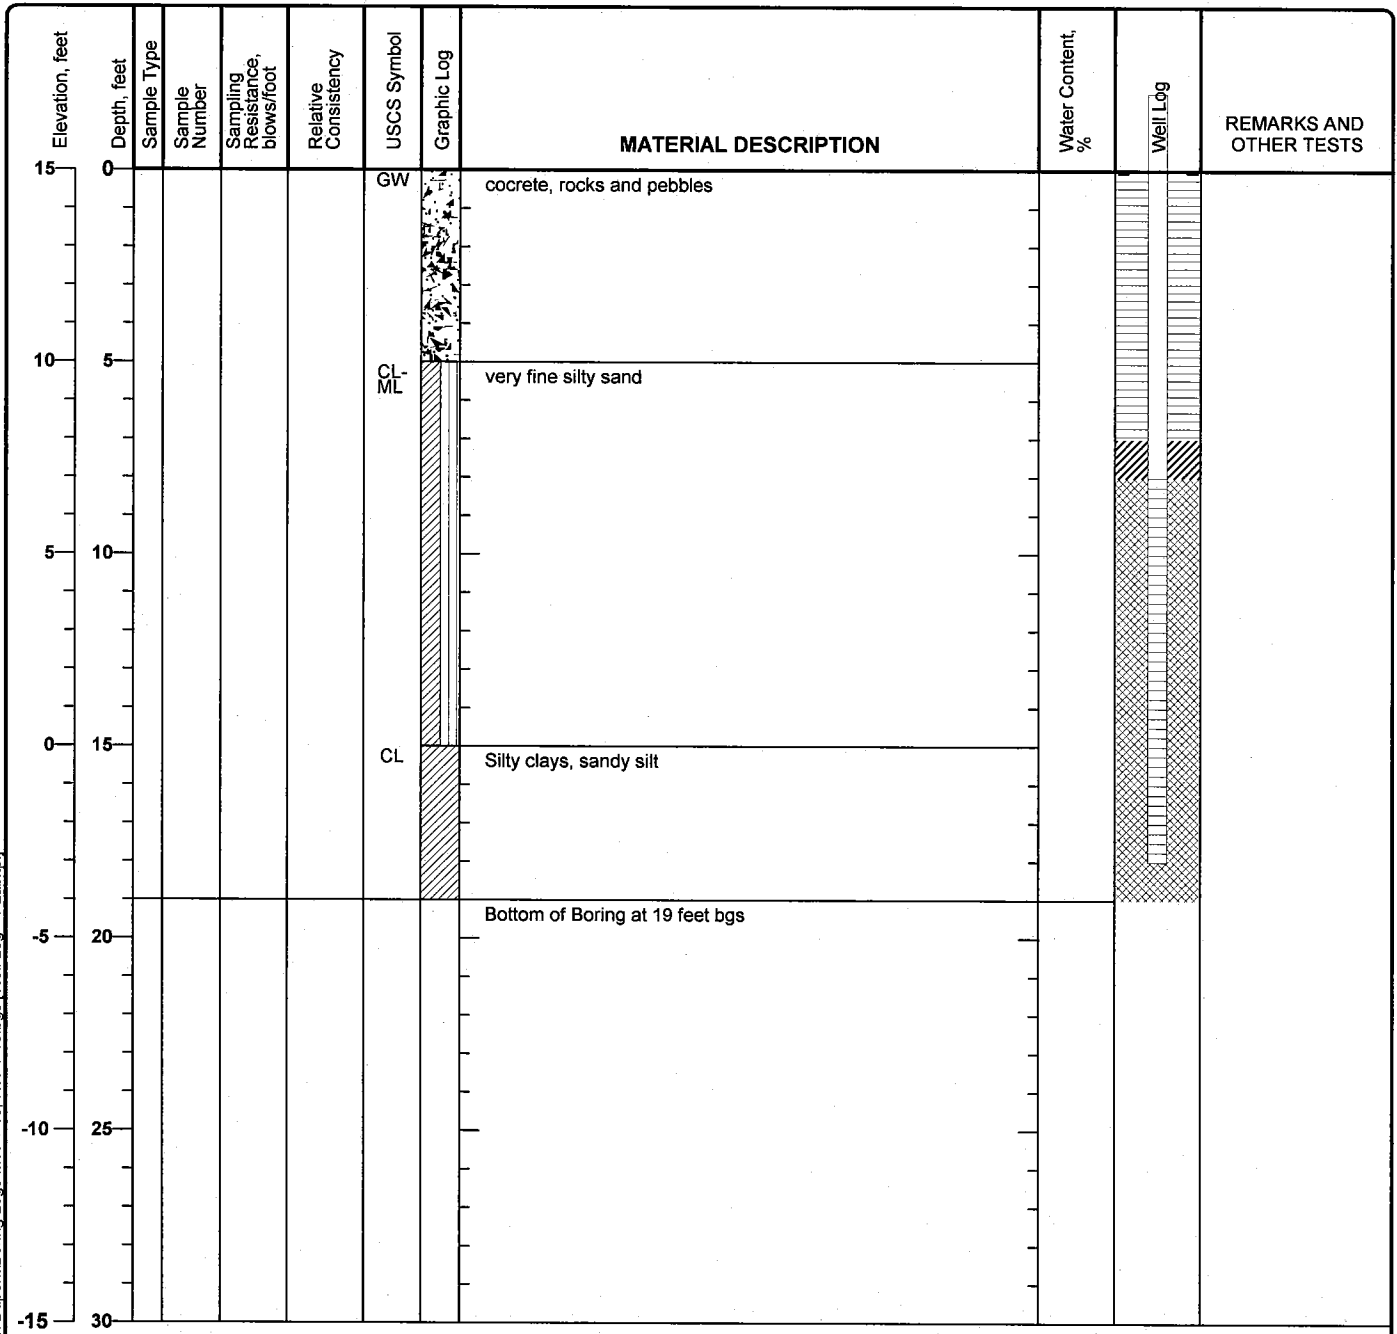 Elevation, feet
Depth, feet
Sample Type
Sample
Number
Sampling
Resistance,
blows/foot
Relative
Consistency
USCS Symbol
Graphic Log
MATERIAL DESCRIPTION
Water Content,
%
Well Log
REMARKS AND
OTHER TESTS
15 0
GW cocrete, rocks and pebbles
10 5
CL-
ML very fine silty sand
5 10
0 15
CL Silty clays, sandy silt
Bottom of Boring at 19 feet bgs
-5 20
-10 25
-15 30